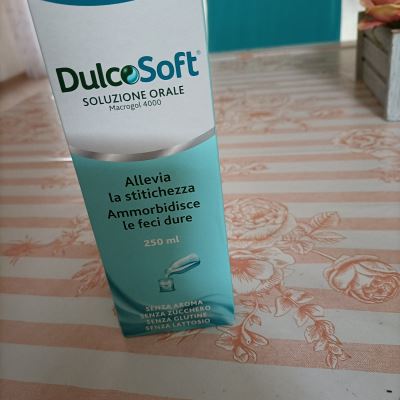 DulcoSoft®
SOLUZIONE ORALE
Macrogol 4000
Allevia
la stitichezza
Ammorbidisce
le feci dure
250 ml
SENZA AROMA
SENZA ZUCCHERO
SENZA GLUTINE
SENZA LATTOSIO